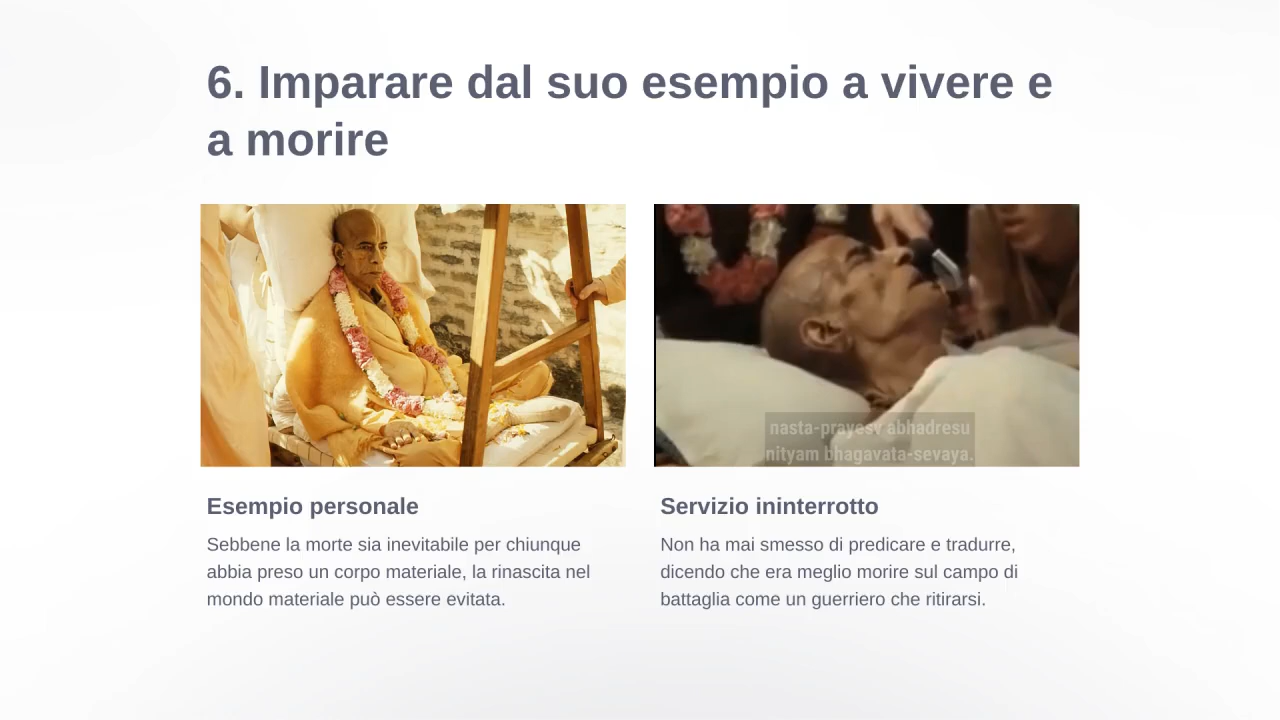 6. Imparare dal suo esempio a vivere e
a morire
nasta-prayesv abhadresu
nityam bhagavata-sevaya.
Esempio personale
Sebbene la morte sia inevitabile per chiunque
abbia preso un corpo materiale, la rinascita nel
mondo materiale può essere evitata.
Servizio ininterrotto
Non ha mai smesso di predicare e tradurre,
dicendo che era meglio morire sul campo di
battaglia come un guerriero che ritirarsi.